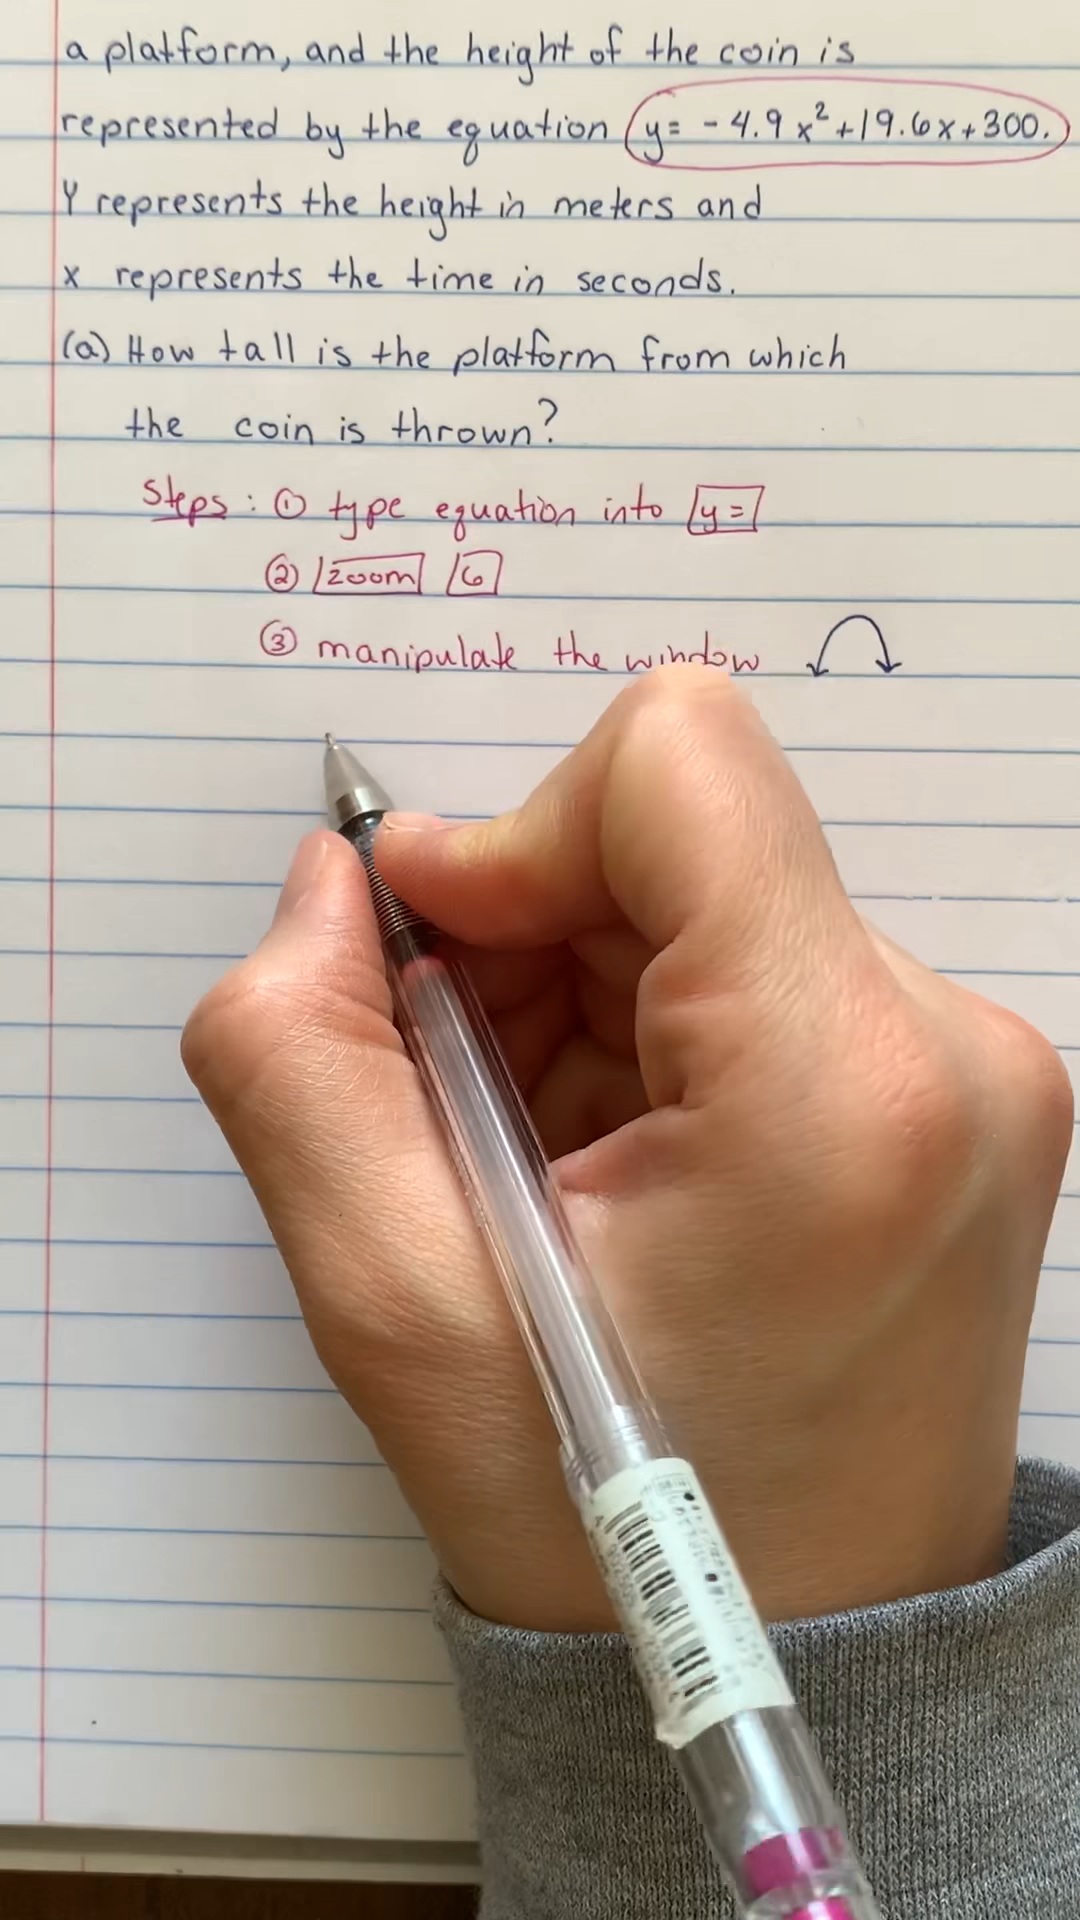 a platform, and the height of the coin is
represented by the equation y = -4.9x²+19.6x+300.
Y represents the height in meters and
x represents the time in seconds.
(a) How tall is the platform from which
the coin is thrown?
Steps: ① type equation into y=
② zoom 6
③ manipulate the window